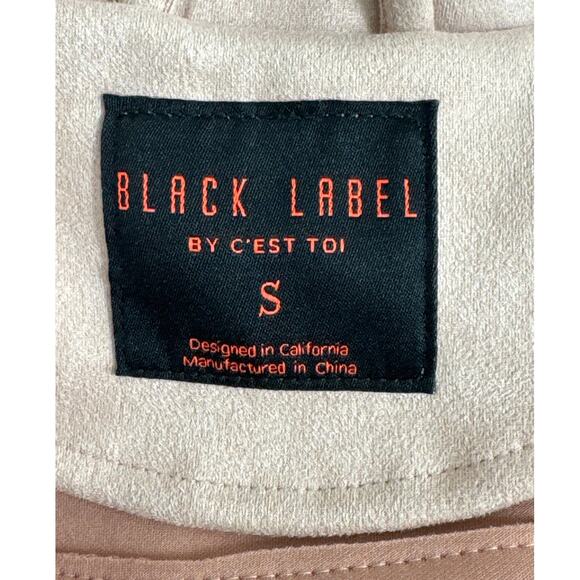 BLACK LABEL
BY C'EST TOI
S
Designed in California
Manufactured in China